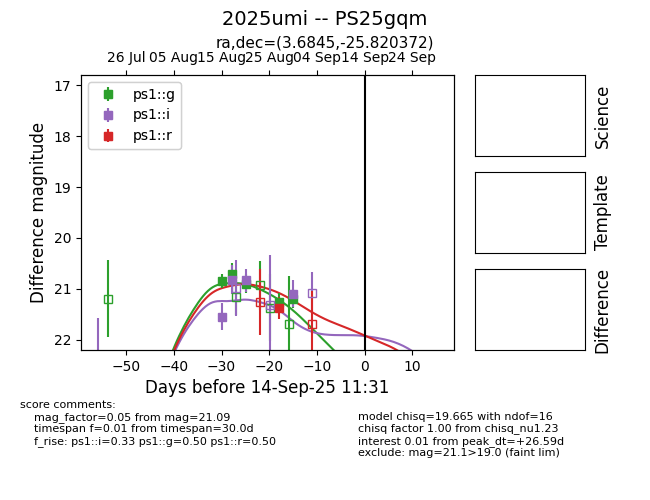 2025umi -- PS25gqm
ra,dec=(3.6845,-25.820372)
26 Jul 05 Aug15 Aug25 Aug04 Sep14 Sep24 Sep
17
18
19
20
21
22
Difference magnitude
ps1::g
ps1::i
ps1::r
−50
−40
−30
−20
−10
0
10
Days before 14-Sep-25 11:31
Science
Template
Difference
score comments:
mag_factor=0.05 from mag=21.09
timespan f=0.01 from timespan=30.0d
f_rise: ps1::i=0.33 ps1::g=0.50 ps1::r=0.50
model chisq=19.665 with ndof=16
chisq factor 1.00 from chisq_nu1.23
interest 0.01 from peak_dt=+26.59d
exclude: mag=21.1>19.0 (faint lim)